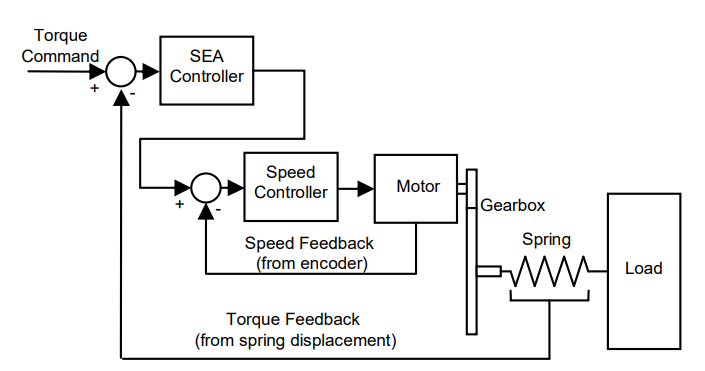 Torque
Command
+
-
SEA
Controller
+
-
Speed
Controller
Motor
Gearbox
Speed Feedback
(from encoder)
Spring
Load
Torque Feedback
(from spring displacement)